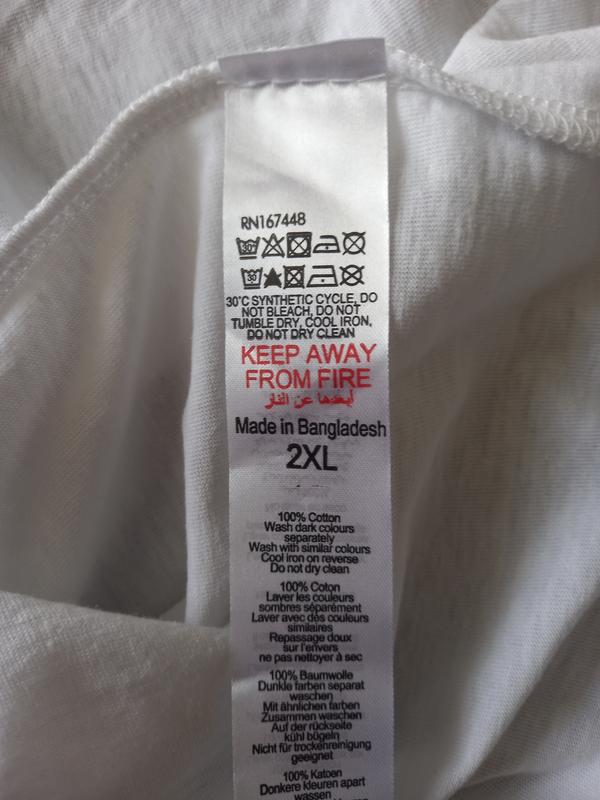 RN167448
30
30
30°C SYNTHETIC CYCLE, DO
NOT BLEACH, DO NOT
TUMBLE DRY, COOL IRON,
DO NOT DRY CLEAN
KEEP AWAY
FROM FIRE
أبعدها عن النار
Made in Bangladesh
2XL
100% Cotton
Wash dark colours
separately
Wash with similar colours
Cool iron on reverse
Do not dry clean
100% Coton
Laver les couleurs
sombres séparément
Laver avec des couleurs
similaires
Repassage doux
sur l'envers
ne pas nettoyer à sec
100% Baumwolle
Dunkle farben separat
waschen
Mit ähnlichen farben
Zusammen waschen
Auf der rückseite
kühl bügeln
Nicht für trockenreinigung
geeignet
100% Katoen
Donkere kleuren apart
wassen